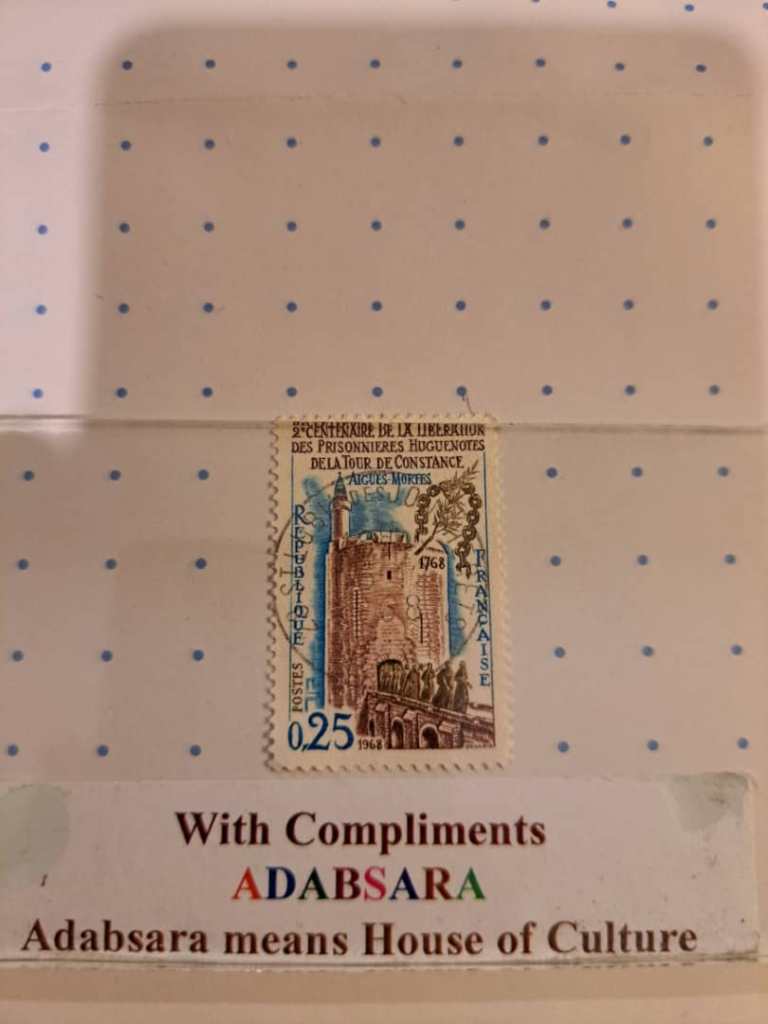 2e CENTENAIRE DE LA LIBERATION
DES PRISONNIERES HUGUENOTES
DE LA TOUR DE CONSTANCE
AIGUES-MORTES
REPUBLIQUE
1768
FRANCAISE
POSTES
0,25
1968
With Compliments
ADABSARA
Adabsara means House of Culture